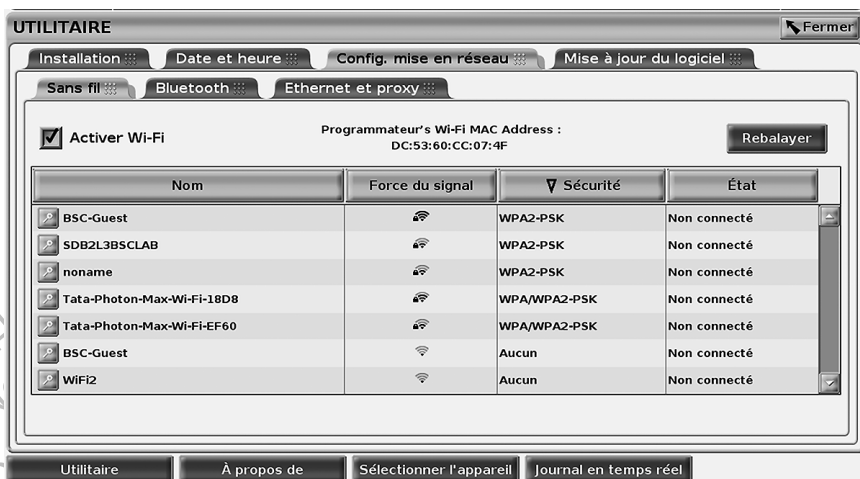 UTILITAIRE
Fermer
Installation Date et heure Config. mise en réseau Mise à jour du logiciel
Sans fil Bluetooth Ethernet et proxy
Activer Wi-Fi
Programmateur's Wi-Fi MAC Address :
DC:53:60:CC:07:4F
Rebalayer
Nom Force du signal Sécurité État
BSC-Guest WPA2-PSK Non connecté
SDB2L3BSCLAB WPA2-PSK Non connecté
noname WPA2-PSK Non connecté
Tata-Photon-Max-Wi-Fi-18D8 WPA/WPA2-PSK Non connecté
Tata-Photon-Max-Wi-Fi-EF60 WPA/WPA2-PSK Non connecté
BSC-Guest Aucun Non connecté
WiFi2 Aucun Non connecté
Utilitaire À propos de Sélectionner l'appareil Journal en temps réel